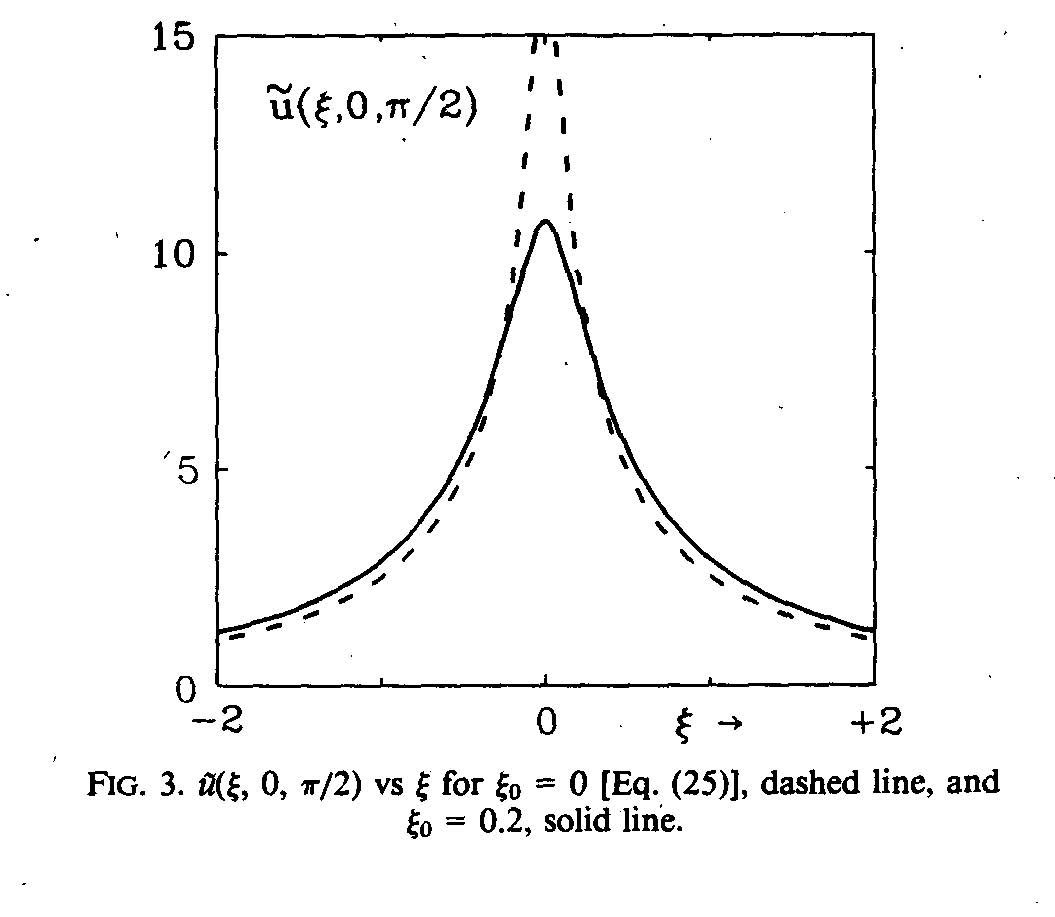 15
ũ(ξ,0,π/2)
10
5
0
−2
0
ξ →
+2
FIG. 3. ũ(ξ, 0, π/2) vs ξ for ξ₀ = 0 [Eq. (25)], dashed line, and
ξ₀ = 0.2, solid line.